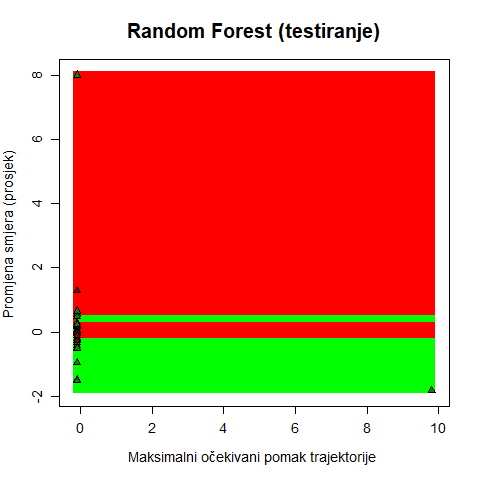 Random Forest (testiranje)
Promjena smjera (prosjek)
8
6
4
2
0
-2
0 2 4 6 8 10
Maksimalni očekivani pomak trajektorije